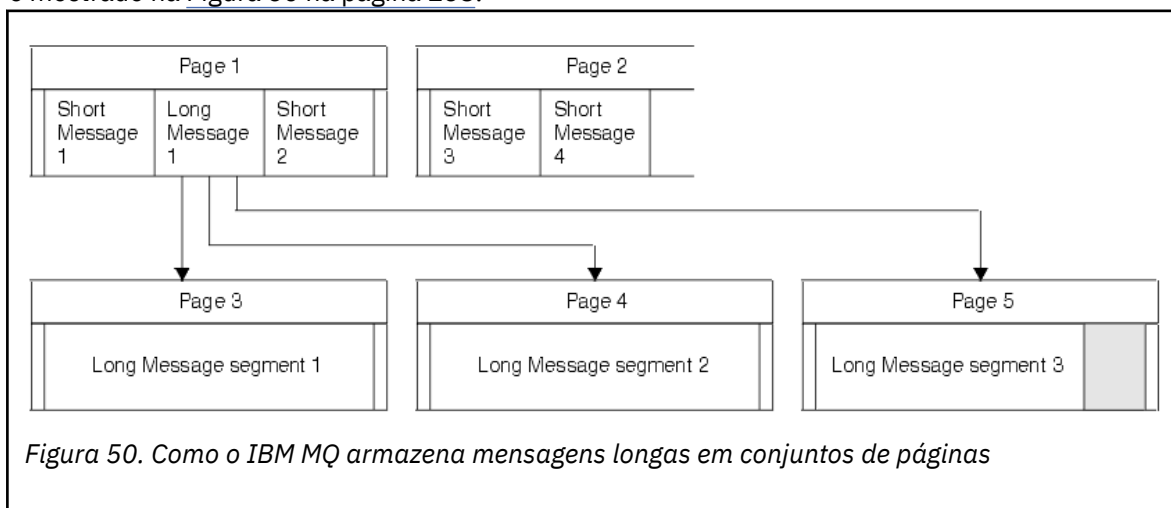 Page 1
Page 2
Short Message 1
Long Message 1
Short Message 2
Short Message 3
Short Message 4
Page 3
Page 4
Page 5
Long Message segment 1
Long Message segment 2
Long Message segment 3
Figura 50. Como o IBM MQ armazena mensagens longas em conjuntos de páginas